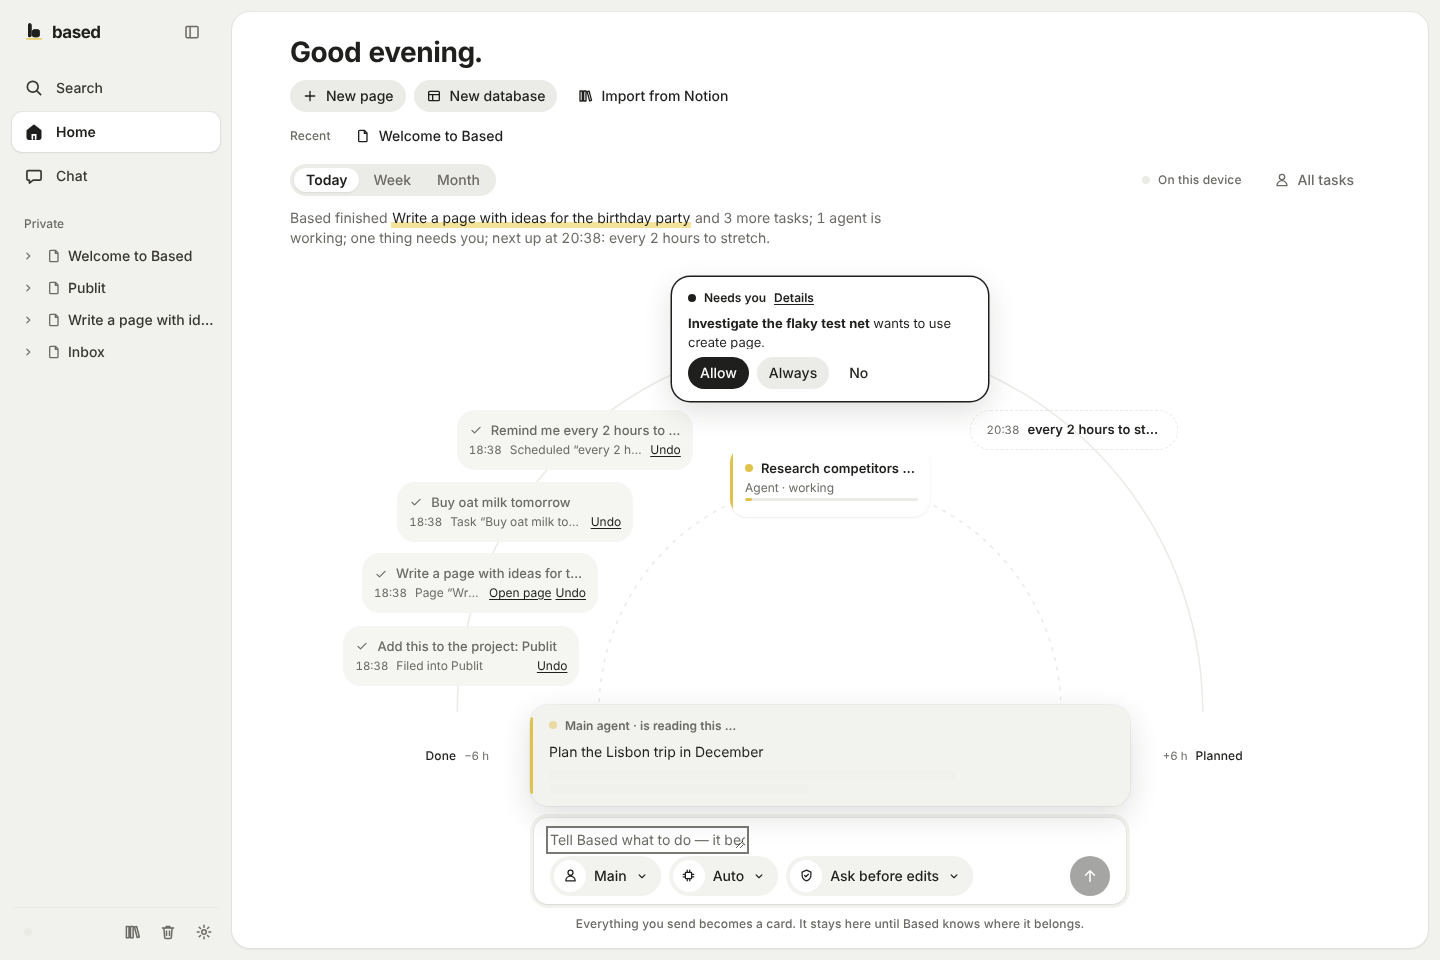 based
Search
Home
Chat
Private
Welcome to Based
Publit
Write a page with id...
Inbox
Good evening.
New page
New database
Import from Notion
Recent
Welcome to Based
Today
Week
Month
On this device
All tasks
Based finished Write a page with ideas for the birthday party and 3 more tasks; 1 agent is
working; one thing needs you; next up at 20:38: every 2 hours to stretch.
Needs you Details
Investigate the flaky test net wants to use
create page.
Allow
Always
No
Remind me every 2 hours to ...
18:38 Scheduled “every 2 h... Undo
20:38 every 2 hours to st...
Research competitors ...
Agent · working
Buy oat milk tomorrow
18:38 Task “Buy oat milk to... Undo
Write a page with ideas for t...
18:38 Page “Wr... Open page Undo
Add this to the project: Publit
18:38 Filed into Publit Undo
Main agent · is reading this ...
Plan the Lisbon trip in December
Done −6 h
+6 h Planned
Tell Based what to do — it be
Main
Auto
Ask before edits
Everything you send becomes a card. It stays here until Based knows where it belongs.